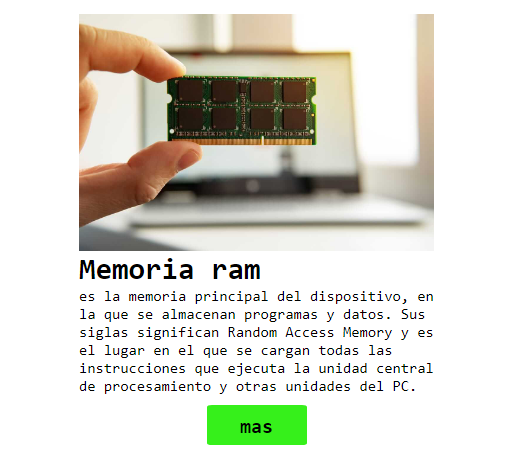 Memoria ram
es la memoria principal del dispositivo, en
la que se almacenan programas y datos. Sus
siglas significan Random Access Memory y es
el lugar en el que se cargan todas las
instrucciones que ejecuta la unidad central
de procesamiento y otras unidades del PC.
mas